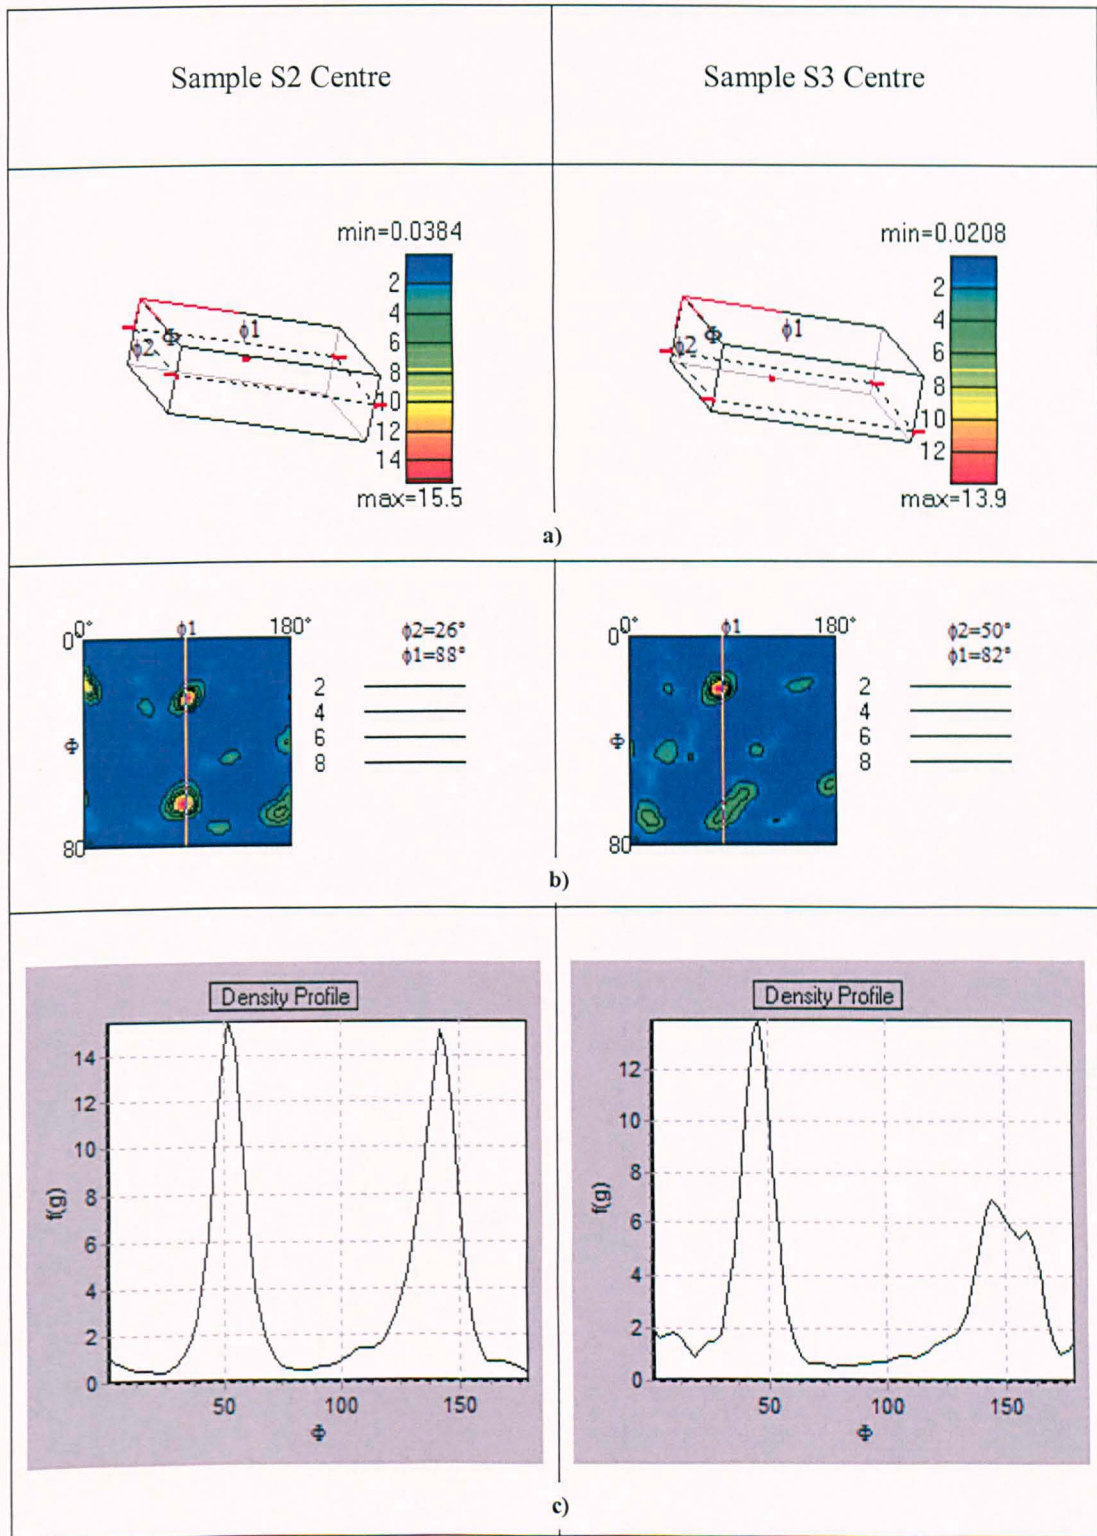 Sample S2 Centre
Sample S3 Centre
min=0.0384
2
4
6
8
10
12
14
max=15.5
ϕ1
Φ
ϕ2
min=0.0208
2
4
6
8
10
12
max=13.9
ϕ1
Φ
ϕ2
a)
0° ϕ1 180°
0°
Φ
80°
ϕ2=26°
ϕ1=88°
2
4
6
8
0° ϕ1 180°
0°
Φ
80°
ϕ2=50°
ϕ1=82°
2
4
6
8
b)
Density Profile
14
12
10
8
6
4
2
0
f(g)
50 100 150
Φ
Density Profile
12
10
8
6
4
2
0
f(g)
50 100 150
Φ
c)